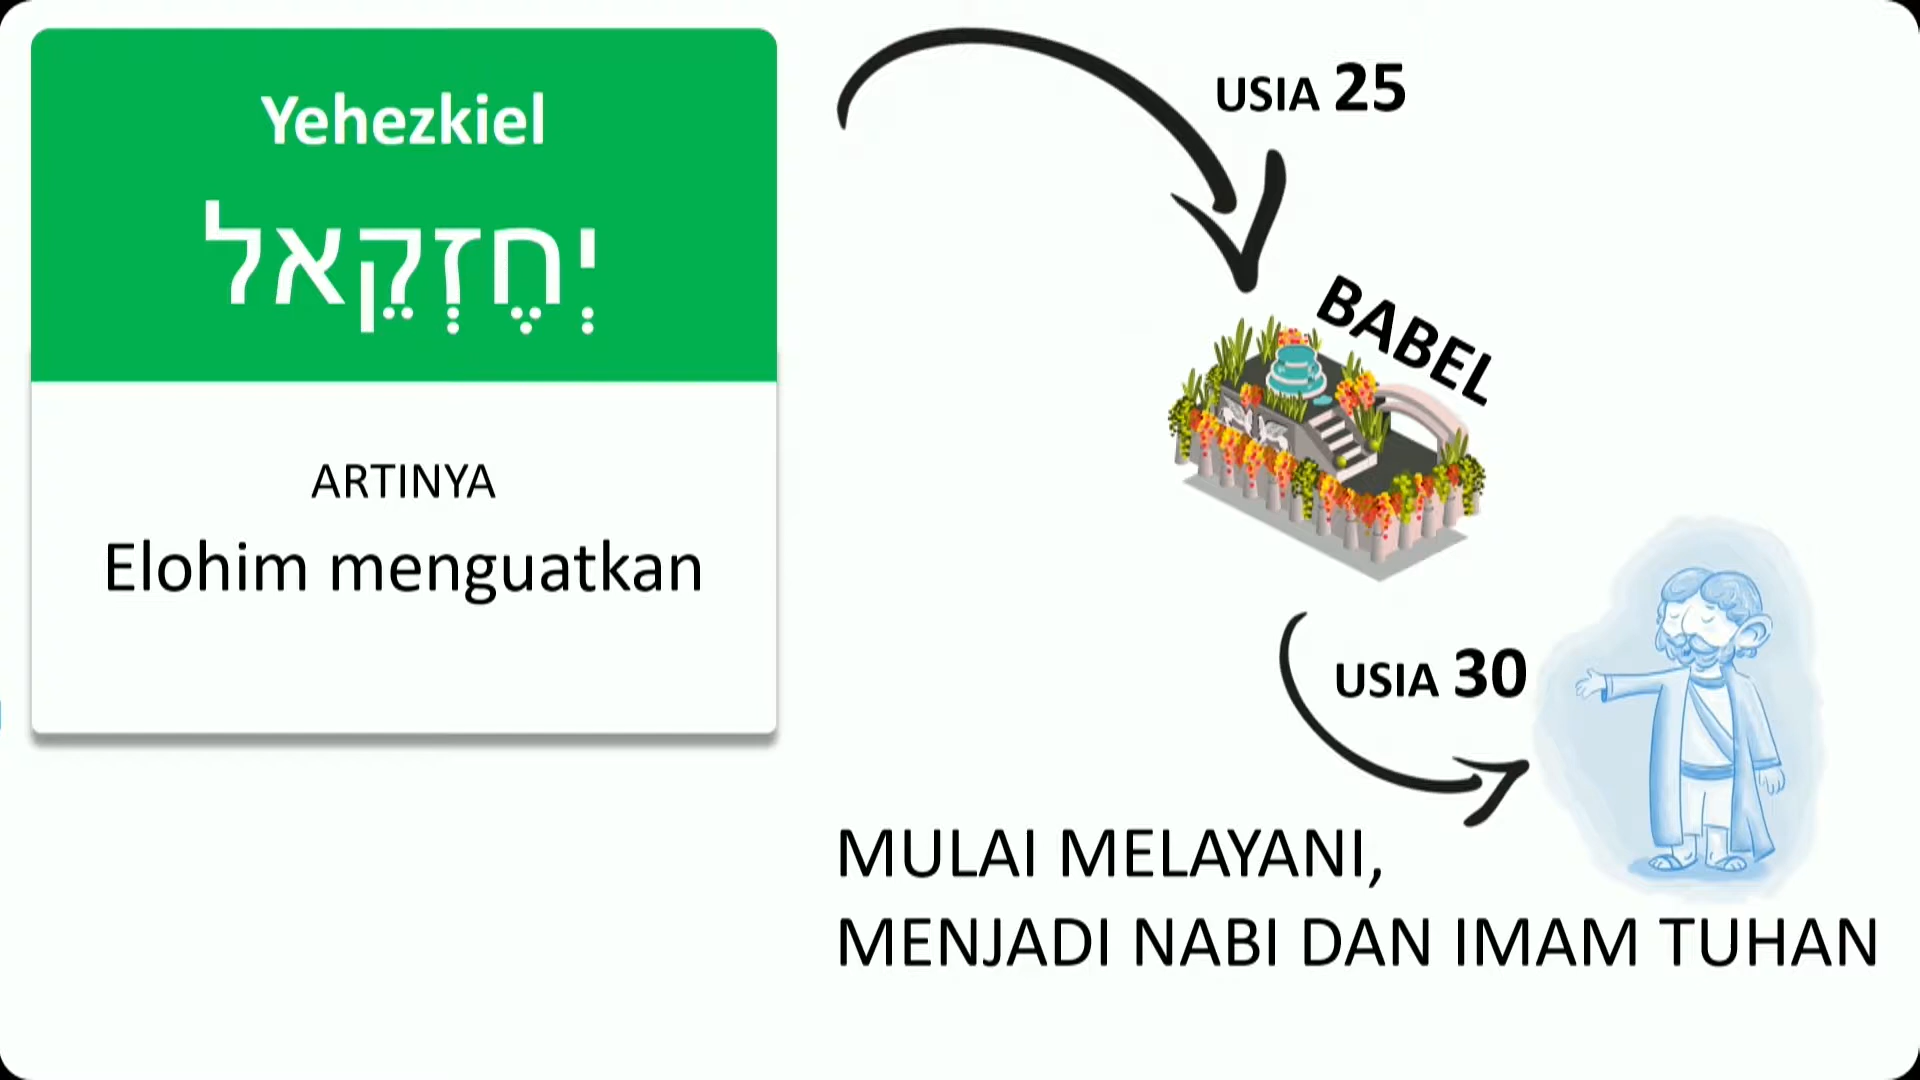 Yehezkiel
יְחֶזְקֵאל
ARTINYA
Elohim menguatkan
USIA 25
BABEL
USIA 30
MULAI MELAYANI,
MENJADI NABI DAN IMAM TUHAN